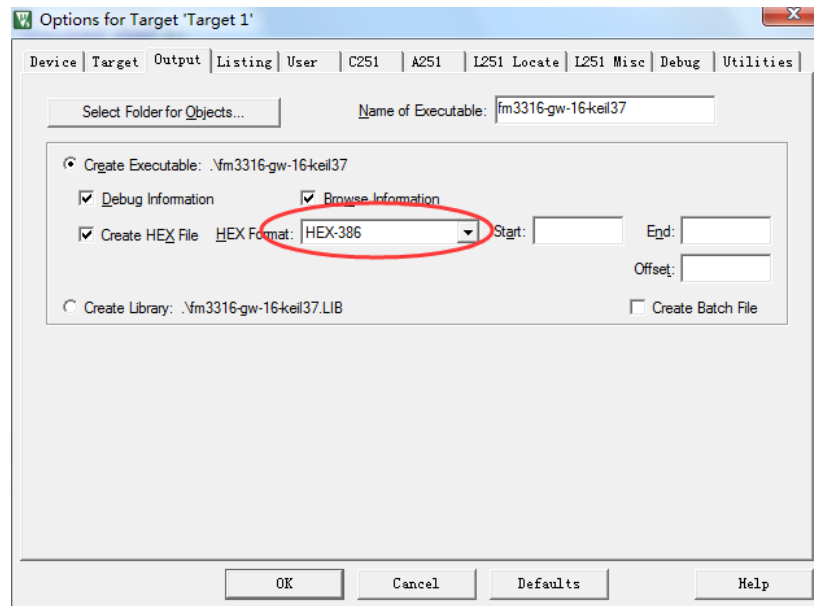 Options for Target 'Target 1'
Device Target Output Listing User C251 A251 L251 Locate L251 Misc Debug Utilities
Select Folder for Objects... Name of Executable: fm3316-gw-16-keil37
Create Executable: .\fm3316-gw-16-keil37
Debug Information Browse Information
Create HEX File HEX Format: HEX-386 Start: End:
Offset:
Create Library: .\fm3316-gw-16-keil37.LIB Create Batch File
OK Cancel Defaults Help